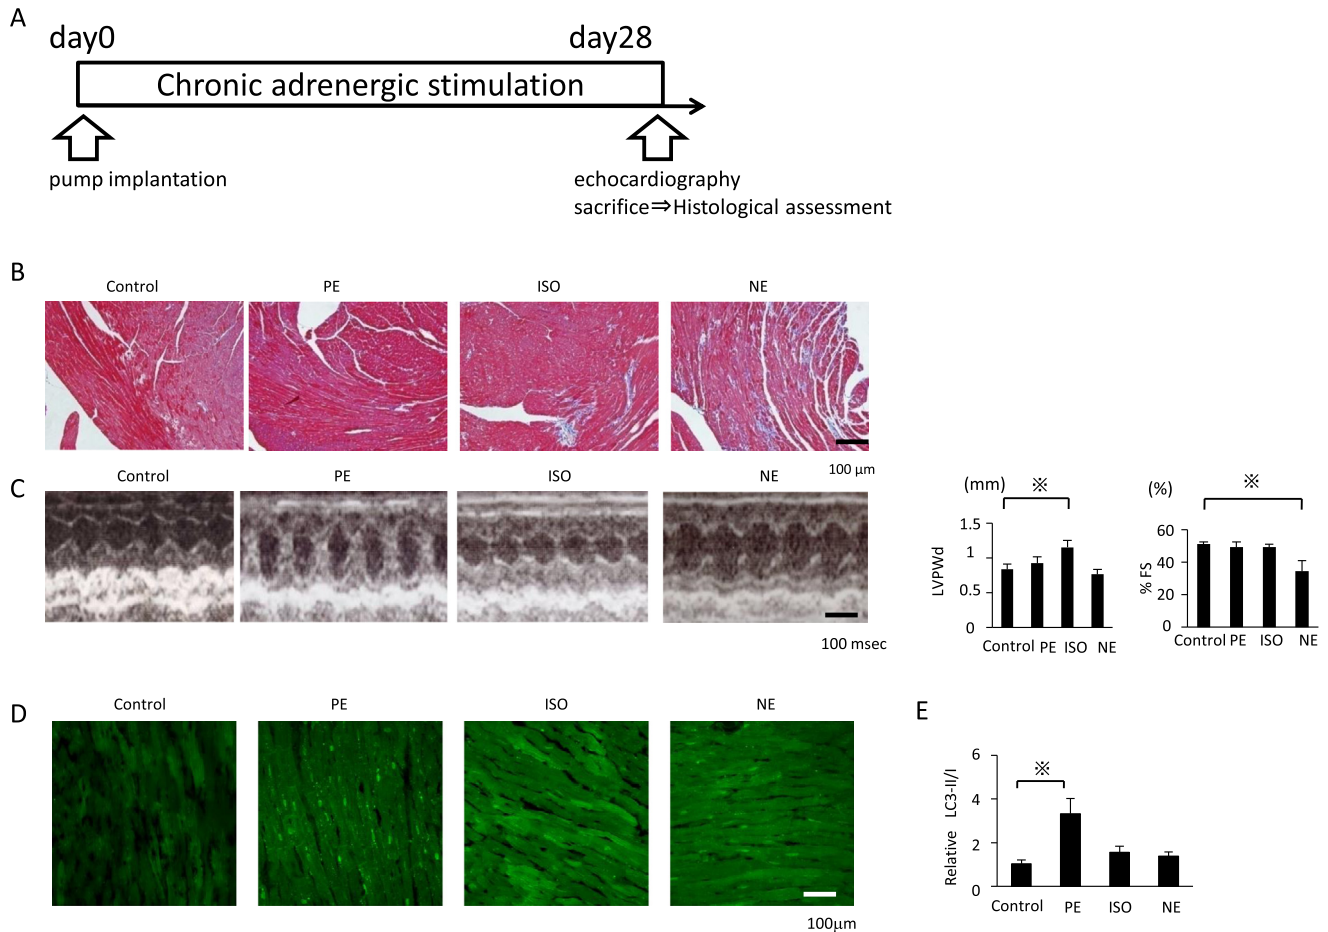 A
day0
day28
Chronic adrenergic stimulation
pump implantation
echocardiography
sacrifice⇒Histological assessment
B
Control
PE
ISO
NE
100 μm
C
Control
PE
ISO
NE
100 msec
(mm)
※
1.5
1
0.5
0
LVPWd
Control PE ISO NE
(%)
※
60
40
20
0
% FS
Control PE ISO NE
D
Control
PE
ISO
NE
100μm
E
※
6
4
2
0
Relative LC3-II/I
Control PE ISO NE